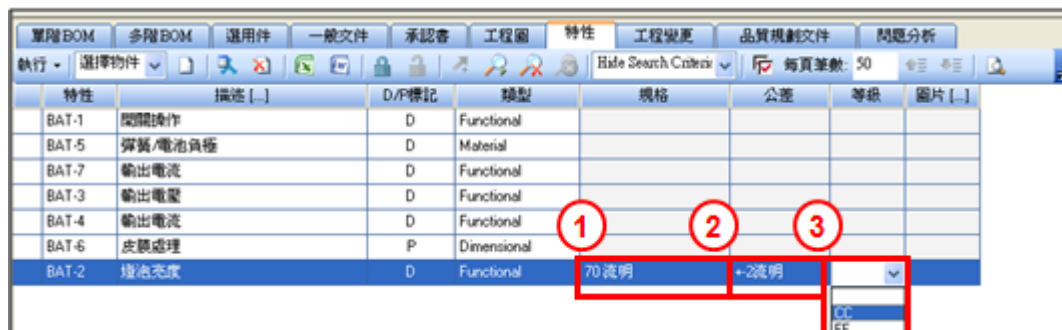 單階BOM 多階BOM 選用件 一般文件 承認書 工程圖 特性 工程變更 品質規劃文件 問題分析
執行 選擇物件 Hide Search Criteria 每頁筆數: 50
特性 描述 [...] D/P標記 類型 規格 公差 等級 圖片 [...]
BAT-1 開關操作 D Functional
BAT-5 彈簧/電池負極 D Material
BAT-7 輸出電流 D Functional
BAT-3 輸出電壓 D Functional
BAT-4 輸出電流 D Functional
BAT-6 皮膜處理 P Dimensional
1 2 3
BAT-2 燈泡亮度 D Functional 70 流明 +-2流明
CC